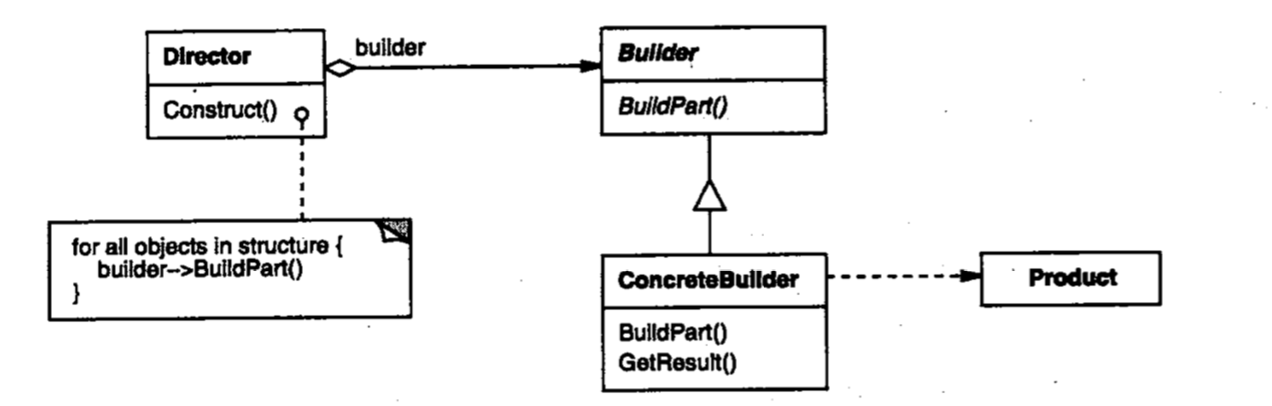 Director
Construct()
builder
Builder
BuildPart()
for all objects in structure {
builder->BuildPart()
}
ConcreteBuilder
BuildPart()
GetResult()
Product